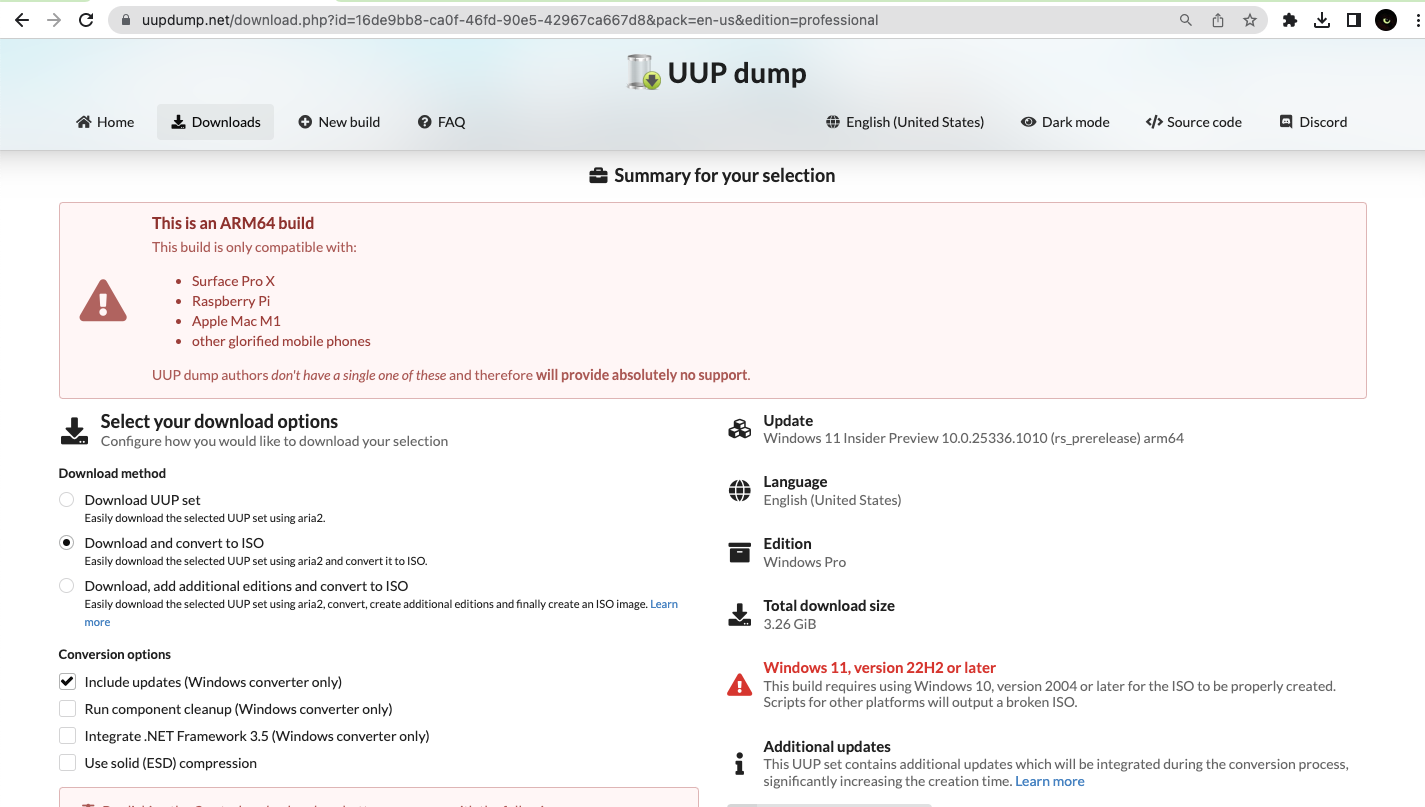 uupdump.net/download.php?id=16de9bb8-ca0f-46fd-90e5-42967ca667d8&pack=en-us&edition=professional
UUP dump
Home
Downloads
New build
FAQ
English (United States)
Dark mode
Source code
Discord
Summary for your selection
This is an ARM64 build
This build is only compatible with:
Surface Pro X
Raspberry Pi
Apple Mac M1
other glorified mobile phones
UUP dump authors don't have a single one of these and therefore will provide absolutely no support.
Select your download options
Configure how you would like to download your selection
Download method
Download UUP set
Easily download the selected UUP set using aria2.
Download and convert to ISO
Easily download the selected UUP set using aria2 and convert it to ISO.
Download, add additional editions and convert to ISO
Easily download the selected UUP set using aria2, convert, create additional editions and finally create an ISO image. Learn
more
Conversion options
Include updates (Windows converter only)
Run component cleanup (Windows converter only)
Integrate .NET Framework 3.5 (Windows converter only)
Use solid (ESD) compression
Update
Windows 11 Insider Preview 10.0.25336.1010 (rs_prerelease) arm64
Language
English (United States)
Edition
Windows Pro
Total download size
3.26 GiB
Windows 11, version 22H2 or later
This build requires using Windows 10, version 2004 or later for the ISO to be properly created.
Scripts for other platforms will output a broken ISO.
Additional updates
This UUP set contains additional updates which will be integrated during the conversion process,
significantly increasing the creation time. Learn more